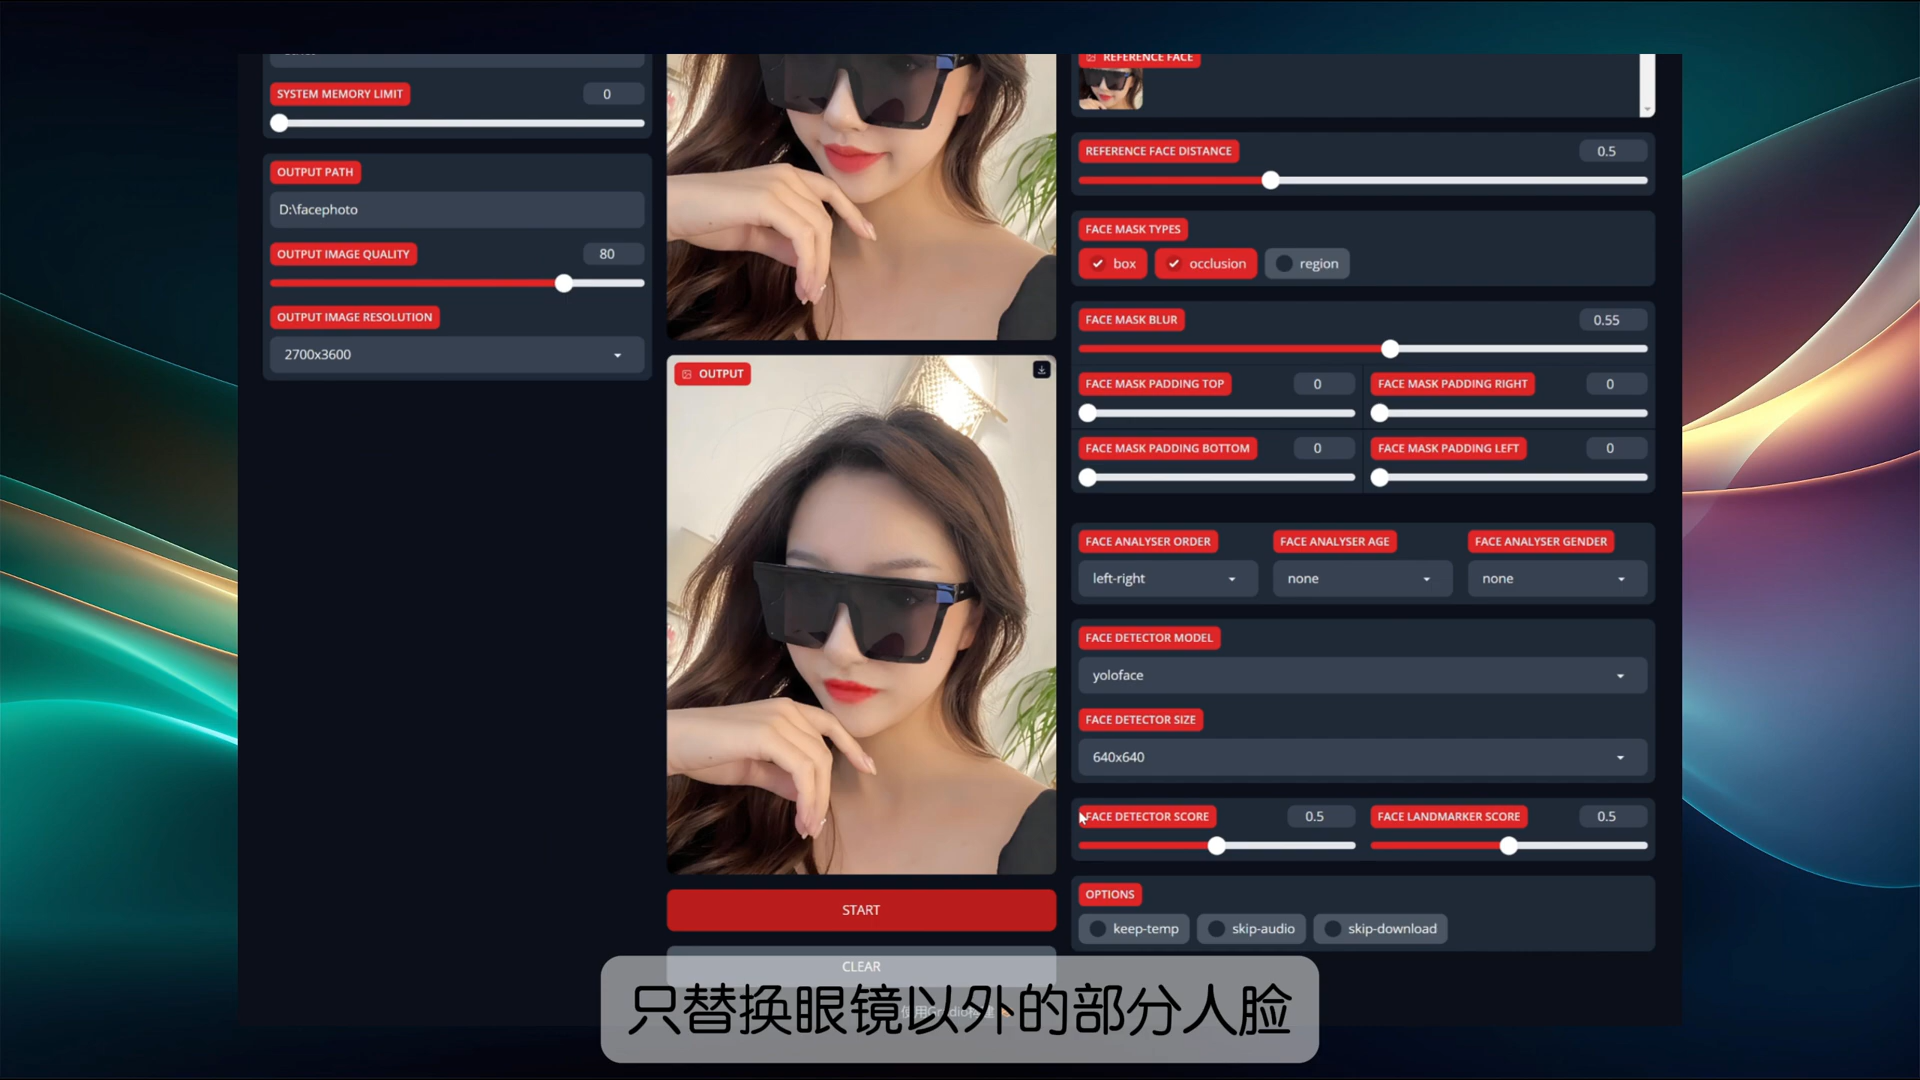 SYSTEM MEMORY LIMIT
0
OUTPUT PATH
D:\facephoto
OUTPUT IMAGE QUALITY
80
OUTPUT IMAGE RESOLUTION
2700x3600
OUTPUT
START
CLEAR
REFERENCE FACE
REFERENCE FACE DISTANCE
0.5
FACE MASK TYPES
box occlusion region
FACE MASK BLUR
0.55
FACE MASK PADDING TOP
0
FACE MASK PADDING RIGHT
0
FACE MASK PADDING BOTTOM
0
FACE MASK PADDING LEFT
0
FACE ANALYSER ORDER
left-right
FACE ANALYSER AGE
none
FACE ANALYSER GENDER
none
FACE DETECTOR MODEL
yoloface
FACE DETECTOR SIZE
640x640
FACE DETECTOR SCORE
0.5
FACE LANDMARKER SCORE
0.5
OPTIONS
keep-temp skip-audio skip-download
只替换眼镜以外的部分人脸